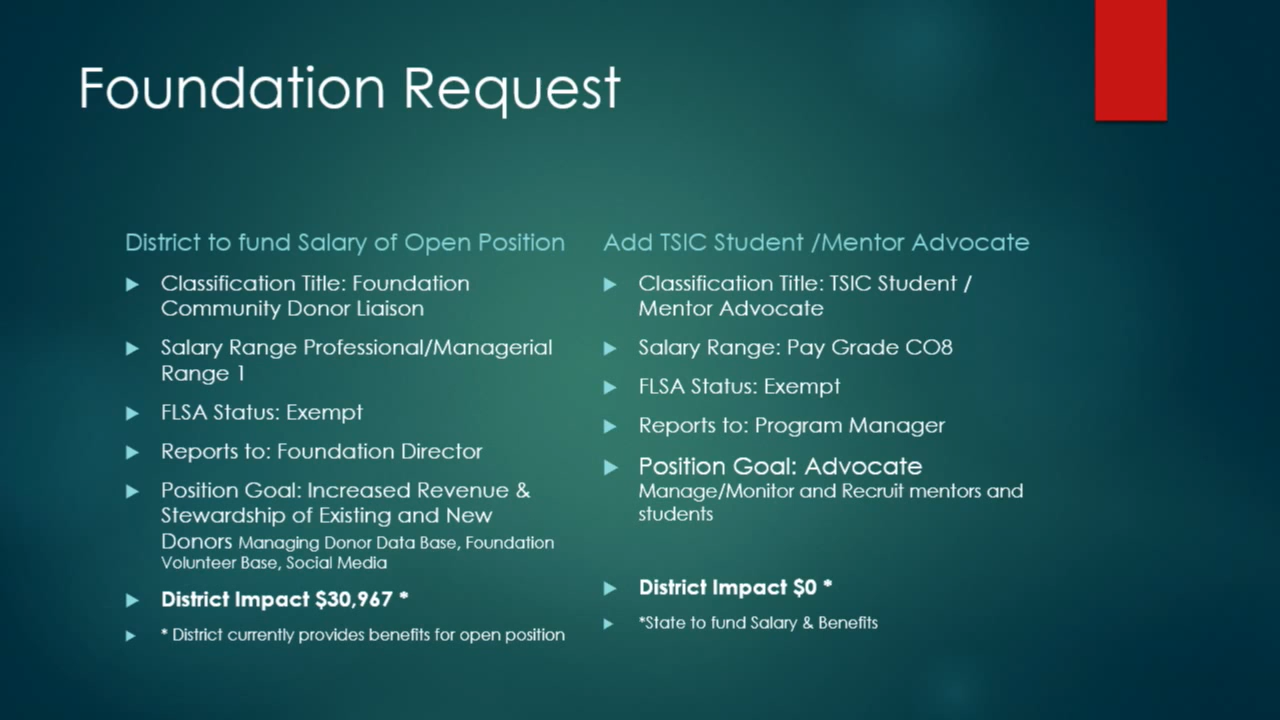 Foundation Request
District to fund Salary of Open Position
Classification Title: Foundation
Community Donor Liaison
Salary Range Professional/Managerial
Range 1
FLSA Status: Exempt
Reports to: Foundation Director
Position Goal: Increased Revenue &
Stewardship of Existing and New
Donors Managing Donor Data Base, Foundation
Volunteer Base, Social Media
District Impact $30,967 *
* District currently provides benefits for open position
Add TSIC Student /Mentor Advocate
Classification Title: TSIC Student /
Mentor Advocate
Salary Range: Pay Grade CO8
FLSA Status: Exempt
Reports to: Program Manager
Position Goal: Advocate
Manage/Monitor and Recruit mentors and
students
District Impact $0 *
*State to fund Salary & Benefits